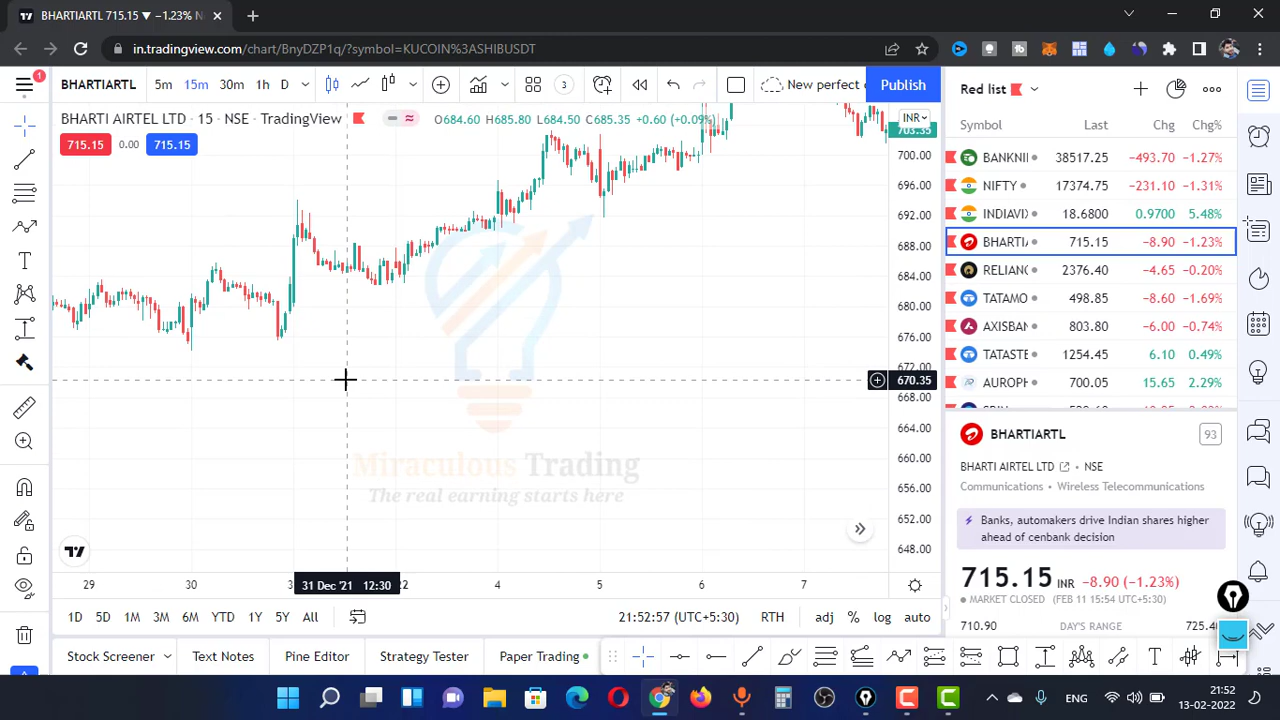 BHARTIARTL 715.15 ▼ −1.23%
in.tradingview.com/chart/BnyDZP1q/?symbol=KUCOIN%3ASHIBUSDT
1
BHARTIARTL 5m 15m 30m 1h D 3 New perfect Publish
BHARTI AIRTEL LTD · 15 · NSE · TradingView O684.60 H685.80 L684.50 C685.35 +0.60 (+0.09%)
715.15 0.00 715.15
INR
703.35
700.00
696.00
692.00
688.00
684.00
680.00
676.00
672.00
670.35
668.00
664.00
660.00
656.00
652.00
648.00
Miraculous Trading
The real earning starts here
29 30 31 Dec '21 12:30 22 4 5 6 7
1D 5D 1M 3M 6M YTD 1Y 5Y All 21:52:57 (UTC+5:30) RTH adj % log auto
Stock Screener Text Notes Pine Editor Strategy Tester Paper Trading
Red list
Symbol Last Chg Chg%
BANKNI 38517.25 −493.70 −1.27%
NIFTY 17374.75 −231.10 −1.31%
INDIAVIX 18.6800 0.9700 5.48%
BHARTIA 715.15 −8.90 −1.23%
RELIANC 2376.40 −4.65 −0.20%
TATAMO 498.85 −8.60 −1.69%
AXISBAN 803.80 −6.00 −0.74%
TATASTE 1254.45 6.10 0.49%
AUROPH 700.05 15.65 2.29%
BHARTIARTL 93
BHARTI AIRTEL LTD • NSE
Communications • Wireless Telecommunications
Banks, automakers drive Indian shares higher
ahead of cenbank decision
715.15 INR −8.90 (−1.23%)
MARKET CLOSED (FEB 11 15:54 UTC+5:30)
710.90 DAY'S RANGE 725.40
ENG 21:52
13-02-2022